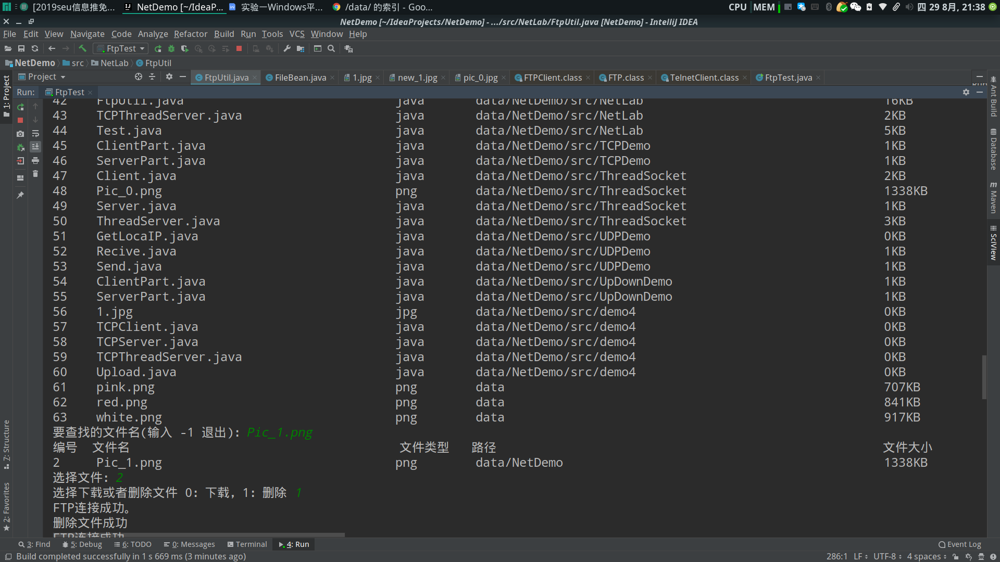 [2019seu信息推免... NetDemo [~/IdeaP... 实验一Windows平... /data/ 的索引 - Goo... CPU MEM 四 29 8月, 21:38
NetDemo [~/IdeaProjects/NetDemo] - .../src/NetLab/FtpUtil.java [NetDemo] - IntelliJ IDEA
File Edit View Navigate Code Analyze Refactor Build Run Tools VCS Window Help
FtpTest
NetDemo src NetLab FtpUtil
Project FtpUtil.java FileBean.java 1.jpg new_1.jpg pic_0.jpg FTPClient.class FTP.class TelnetClient.class FtpTest.java
Run: FtpTest
42 FtpUtil.java java data/NetDemo/src/NetLab 16KB
43 TCPThreadServer.java java data/NetDemo/src/NetLab 2KB
44 Test.java java data/NetDemo/src/NetLab 5KB
45 ClientPart.java java data/NetDemo/src/TCPDemo 1KB
46 ServerPart.java java data/NetDemo/src/TCPDemo 1KB
47 Client.java java data/NetDemo/src/ThreadSocket 2KB
48 Pic_0.png png data/NetDemo/src/ThreadSocket 1338KB
49 Server.java java data/NetDemo/src/ThreadSocket 1KB
50 ThreadServer.java java data/NetDemo/src/ThreadSocket 3KB
51 GetLocaIP.java java data/NetDemo/src/UDPDemo 0KB
52 Recive.java java data/NetDemo/src/UDPDemo 1KB
53 Send.java java data/NetDemo/src/UDPDemo 1KB
54 ClientPart.java java data/NetDemo/src/UpDownDemo 1KB
55 ServerPart.java java data/NetDemo/src/UpDownDemo 1KB
56 1.jpg jpg data/NetDemo/src/demo4 0KB
57 TCPClient.java java data/NetDemo/src/demo4 0KB
58 TCPServer.java java data/NetDemo/src/demo4 0KB
59 TCPThreadServer.java java data/NetDemo/src/demo4 0KB
60 Upload.java java data/NetDemo/src/demo4 0KB
61 pink.png png data 707KB
62 red.png png data 841KB
63 white.png png data 917KB
要查找的文件名(输入 -1 退出): Pic_1.png
编号 文件名 文件类型 路径 文件大小
2 Pic_1.png png data/NetDemo 1338KB
选择文件: 2
选择下载或者删除文件 0: 下载, 1: 删除 1
FTP连接成功。
删除文件成功
FTP连接成功
1: Project
7: Structure
2: Favorites
Ant Build
Database
Maven
SciView
3: Find 5: Debug 6: TODO 0: Messages Terminal 4: Run Event Log
Build completed successfully in 1 s 669 ms (3 minutes ago) 286:1 LF UTF-8 4 spaces